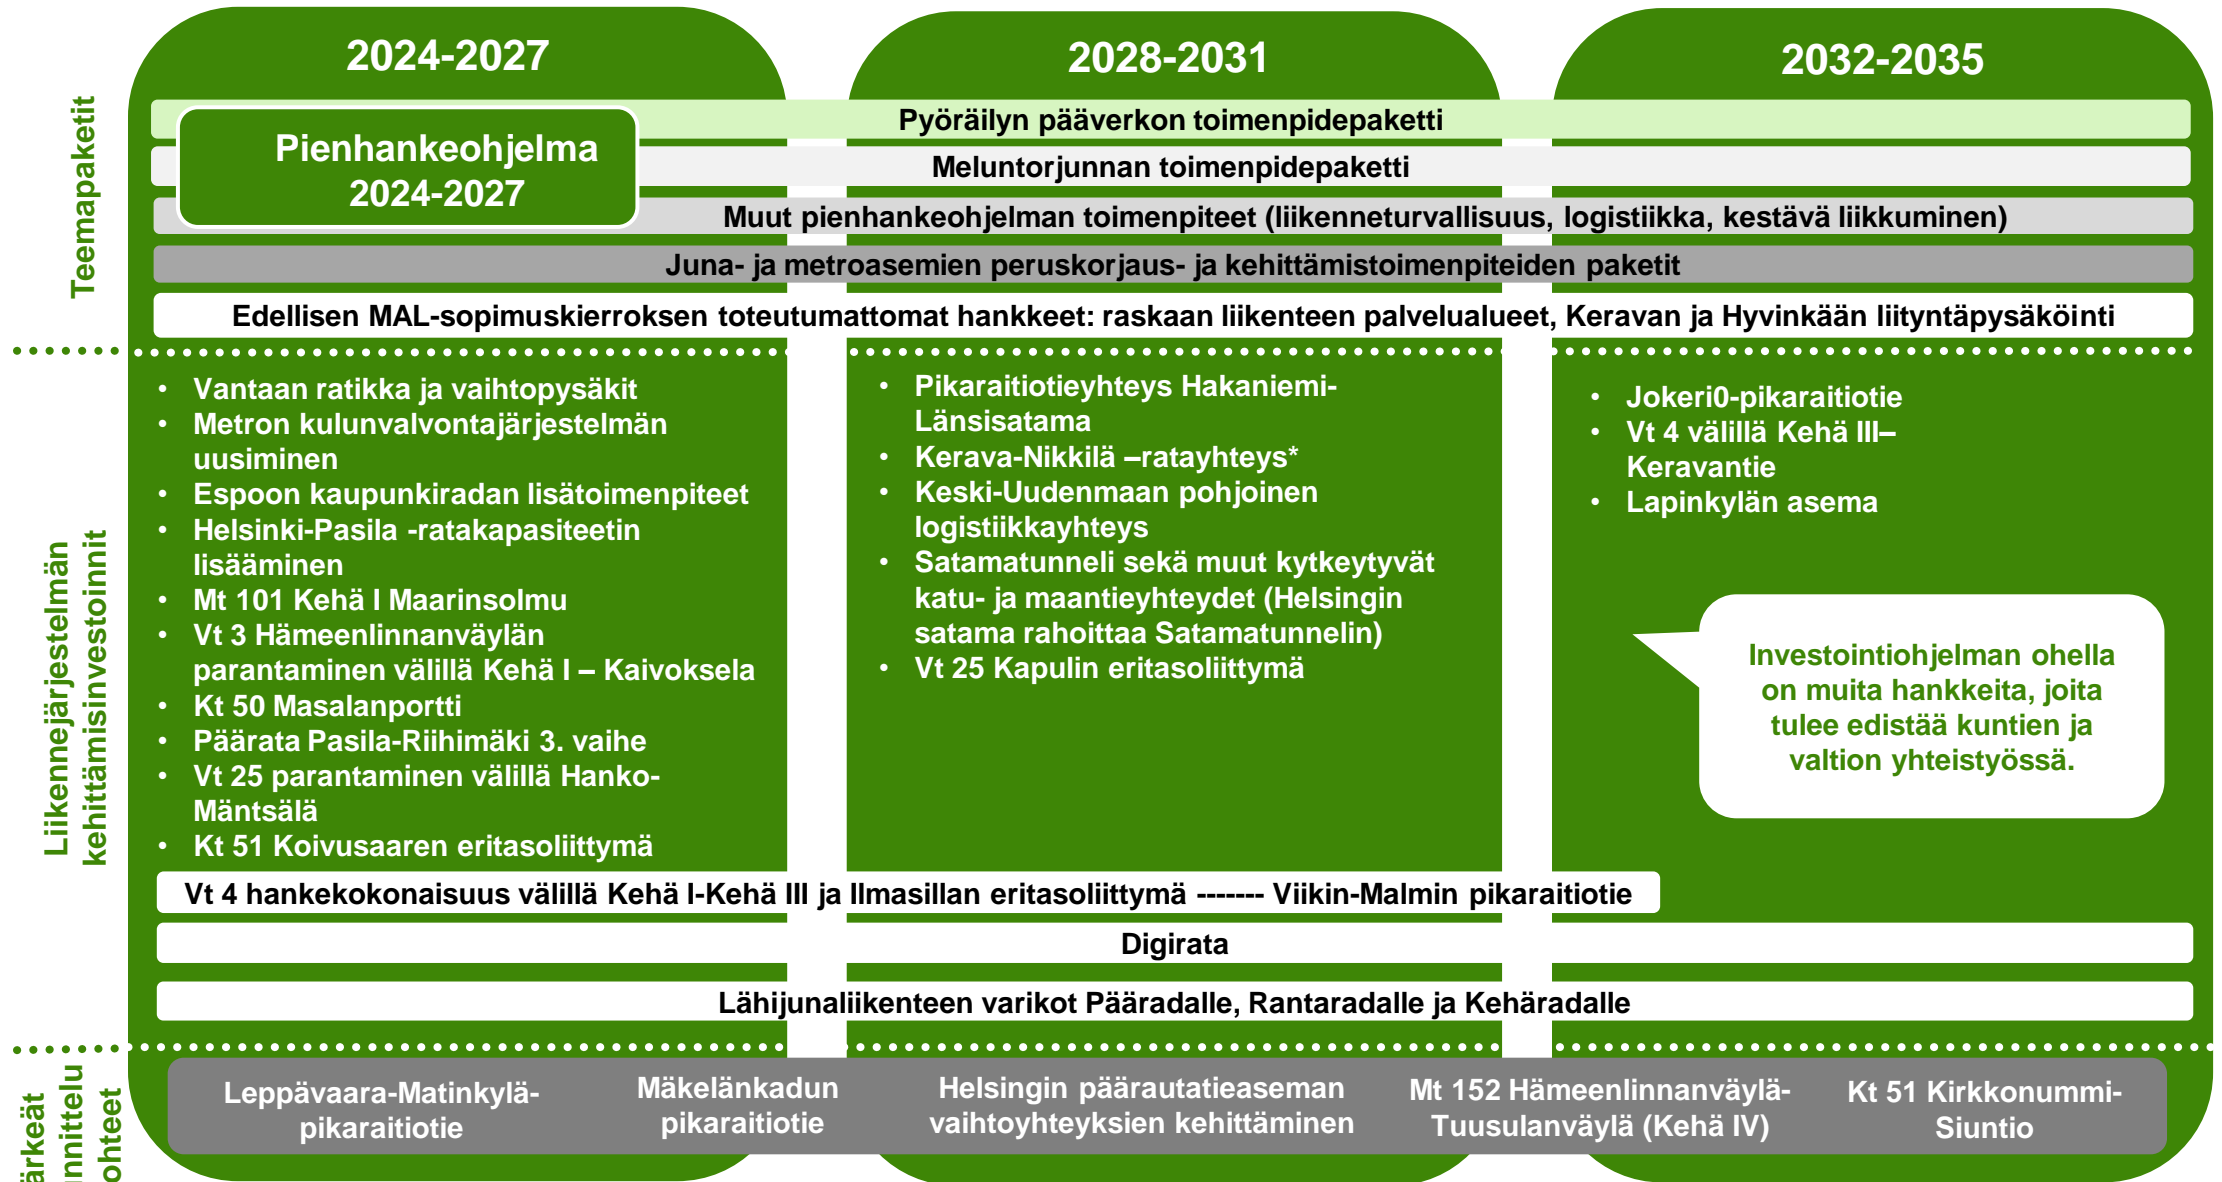 2024-2027
2028-2031
2032-2035
Teemapaketit
Pyöräilyn pääverkon toimenpidepaketti
Pienhankeohjelma
2024-2027
Meluntorjunnan toimenpidepaketti
Muut pienhankeohjelman toimenpiteet (liikenneturvallisuus, logistiikka, kestävä liikkuminen)
Juna- ja metroasemien peruskorjaus- ja kehittämistoimenpiteiden paketit
Edellisen MAL-sopimuskierroksen toteutumattomat hankkeet: raskaan liikenteen palvelualueet, Keravan ja Hyvinkään liityntäpysäköinti
Liikennejärjestelmän
kehittämisinvestoinnit
• Vantaan ratikka ja vaihtopysäkit
• Metron kulunvalvontajärjestelmän
uusiminen
• Espoon kaupunkiradan lisätoimenpiteet
• Helsinki-Pasila -ratakapasiteetin
lisääminen
• Mt 101 Kehä I Maarinsolmu
• Vt 3 Hämeenlinnanväylän
parantaminen välillä Kehä I – Kaivoksela
• Kt 50 Masalanportti
• Päärata Pasila-Riihimäki 3. vaihe
• Vt 25 parantaminen välillä Hanko-
Mäntsälä
• Kt 51 Koivusaaren eritasoliittymä
• Pikaraitiotieyhteys Hakaniemi-
Länsisatama
• Kerava-Nikkilä –ratayhteys*
• Keski-Uudenmaan pohjoinen
logistiikkayhteys
• Satamatunneli sekä muut kytkeytyvät
katu- ja maantieyhteydet (Helsingin
satama rahoittaa Satamatunnelin)
• Vt 25 Kapulin eritasoliittymä
• Jokeri0-pikaraitiotie
• Vt 4 välillä Kehä III–
Keravantie
• Lapinkylän asema
Investointiohjelman ohella
on muita hankkeita, joita
tulee edistää kuntien ja
valtion yhteistyössä.
Vt 4 hankekokonaisuus välillä Kehä I-Kehä III ja Ilmasillan eritasoliittymä ------- Viikin-Malmin pikaraitiotie
Digirata
Lähijunaliikenteen varikot Pääradalle, Rantaradalle ja Kehäradalle
Leppävaara-Matinkylä-
pikaraitiotie
Mäkelänkadun
pikaraitiotie
Helsingin päärautatieaseman
vaihtoyhteyksien kehittäminen
Mt 152 Hämeenlinnanväylä-
Tuusulanväylä (Kehä IV)
Kt 51 Kirkkonummi-
Siuntio